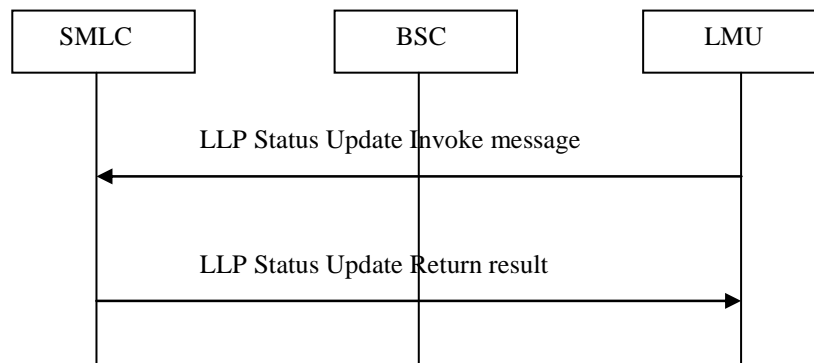 SMLC
BSC
LMU
LLP Status Update Invoke message
LLP Status Update Return result